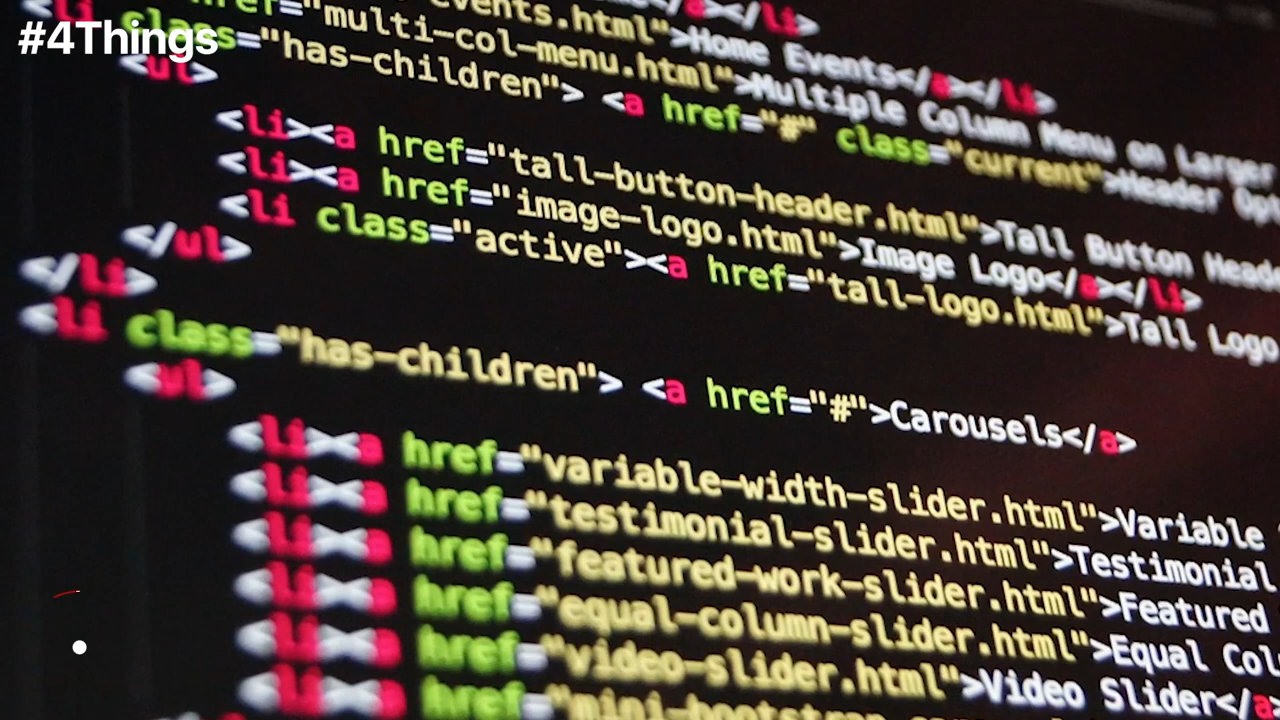 #4Things
events.html">Home Events</a></li>
"multi-col-menu.html">Multiple Column Menu on Larger
class="has-children"> <a href="#" class="current">Header Opt
<ul>
<li><a href="tall-button-header.html">Tall Button Heade
<li><a href="image-logo.html">Image Logo</a></li>
<li class="active"><a href="tall-logo.html">Tall Logo
</ul>
</li>
<li class="has-children"> <a href="#">Carousels</a>
<ul>
<li><a href="variable-width-slider.html">Variable
<li><a href="testimonial-slider.html">Testimonial
<li><a href="featured-work-slider.html">Featured
<li><a href="equal-column-slider.html">Equal Colu
<li><a href="video-slider.html">Video Slider</a>
<li><a href="mini-bootstrap